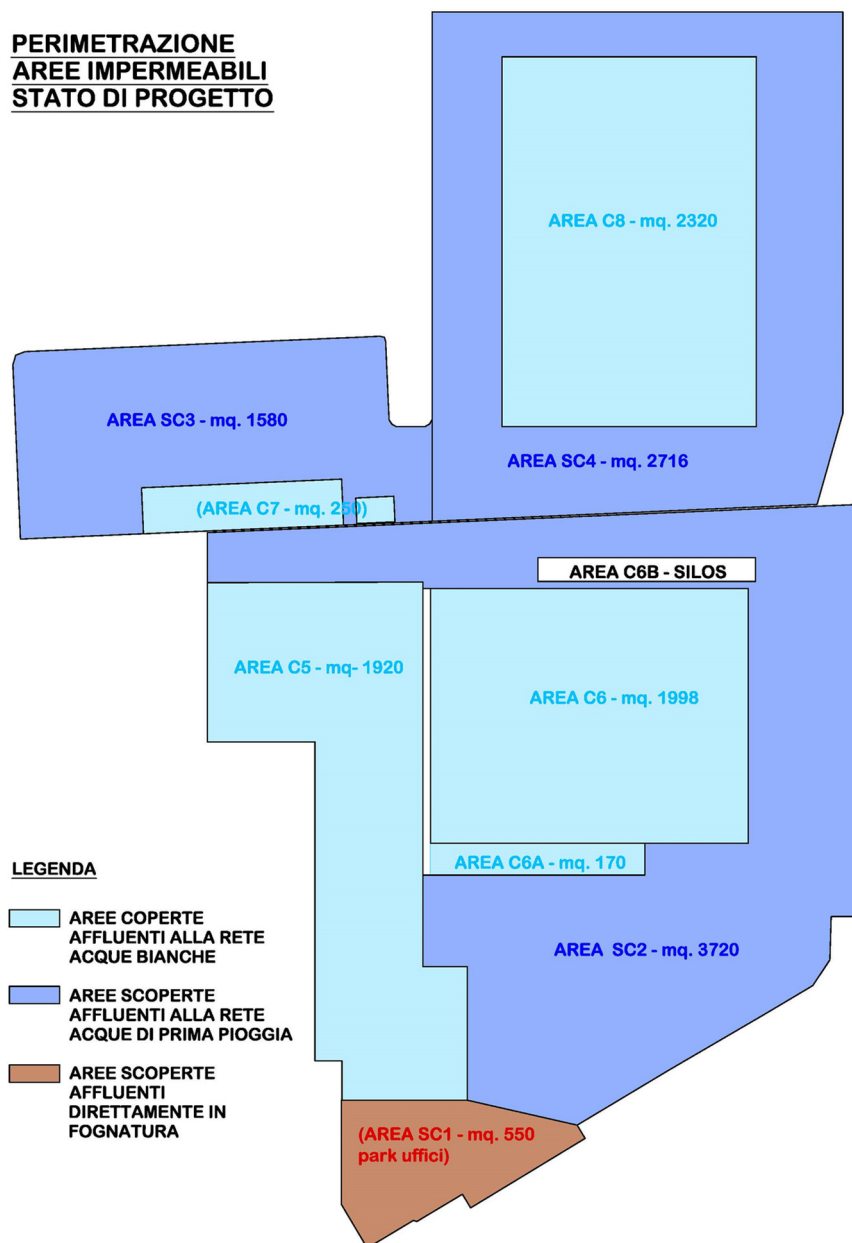 PERIMETRAZIONE
AREE IMPERMEABILI
STATO DI PROGETTO
AREA C8 - mq. 2320
AREA SC3 - mq. 1580
AREA SC4 - mq. 2716
(AREA C7 - mq. 250)
AREA C6B - SILOS
AREA C5 - mq- 1920
AREA C6 - mq. 1998
AREA C6A - mq. 170
AREA SC2 - mq. 3720
LEGENDA
AREE COPERTE
AFFLUENTI ALLA RETE
ACQUE BIANCHE
AREE SCOPERTE
AFFLUENTI ALLA RETE
ACQUE DI PRIMA PIOGGIA
AREE SCOPERTE
AFFLUENTI
DIRETTAMENTE IN
FOGNATURA
(AREA SC1 - mq. 550
park uffici)